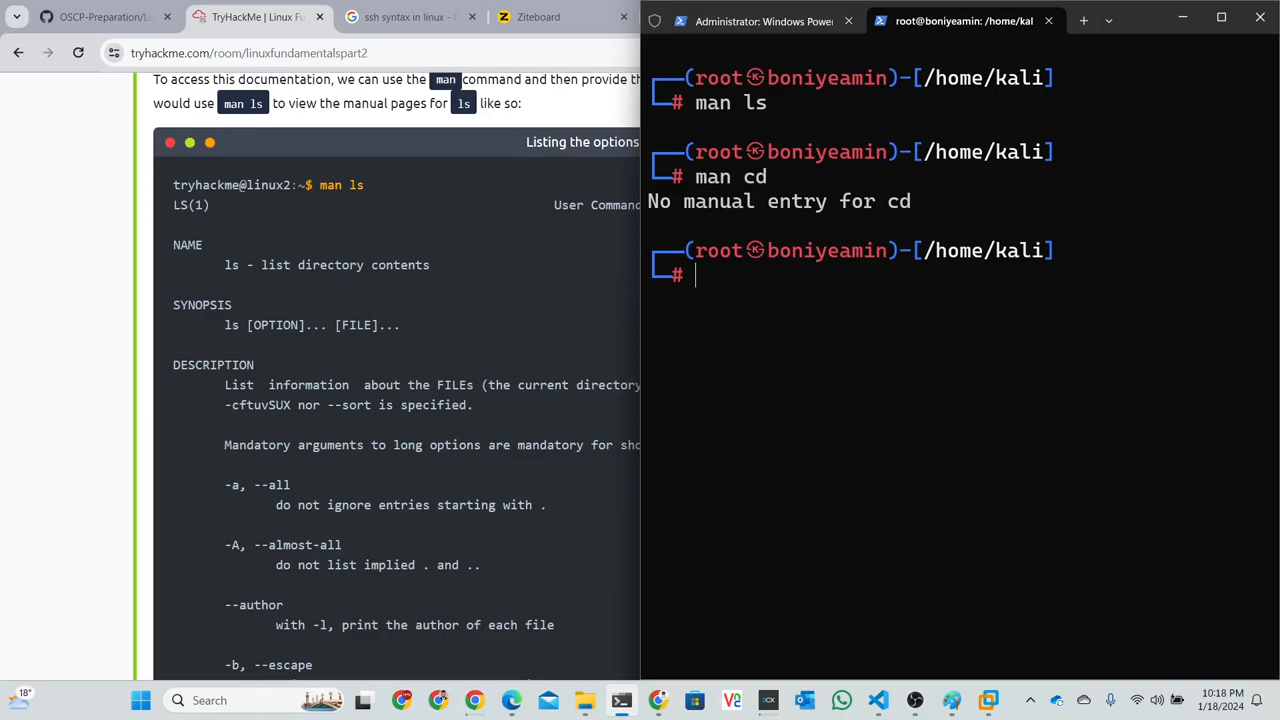 OSCP-Preparation/Li
TryHackMe | Linux Fu
ssh syntax in linux - G
Ziteboard
tryhackme.com/room/linuxfundamentalspart2
To access this documentation, we can use the man command and then provide th
would use man ls to view the manual pages for ls like so:
Listing the options
tryhackme@linux2:~$ man ls
LS(1) User Comman
NAME
ls - list directory contents
SYNOPSIS
ls [OPTION]... [FILE]...
DESCRIPTION
List information about the FILEs (the current directory
-cftuvSUX nor --sort is specified.
Mandatory arguments to long options are mandatory for sho
-a, --all
do not ignore entries starting with .
-A, --almost-all
do not list implied . and ..
--author
with -l, print the author of each file
-b, --escape
Administrator: Windows Power
root@boniyeamin: /home/kal
┌──(root㉿boniyeamin)-[/home/kali]
└─# man ls
┌──(root㉿boniyeamin)-[/home/kali]
└─# man cd
No manual entry for cd
┌──(root㉿boniyeamin)-[/home/kali]
└─#
18°
Search
10:18 PM
1/18/2024